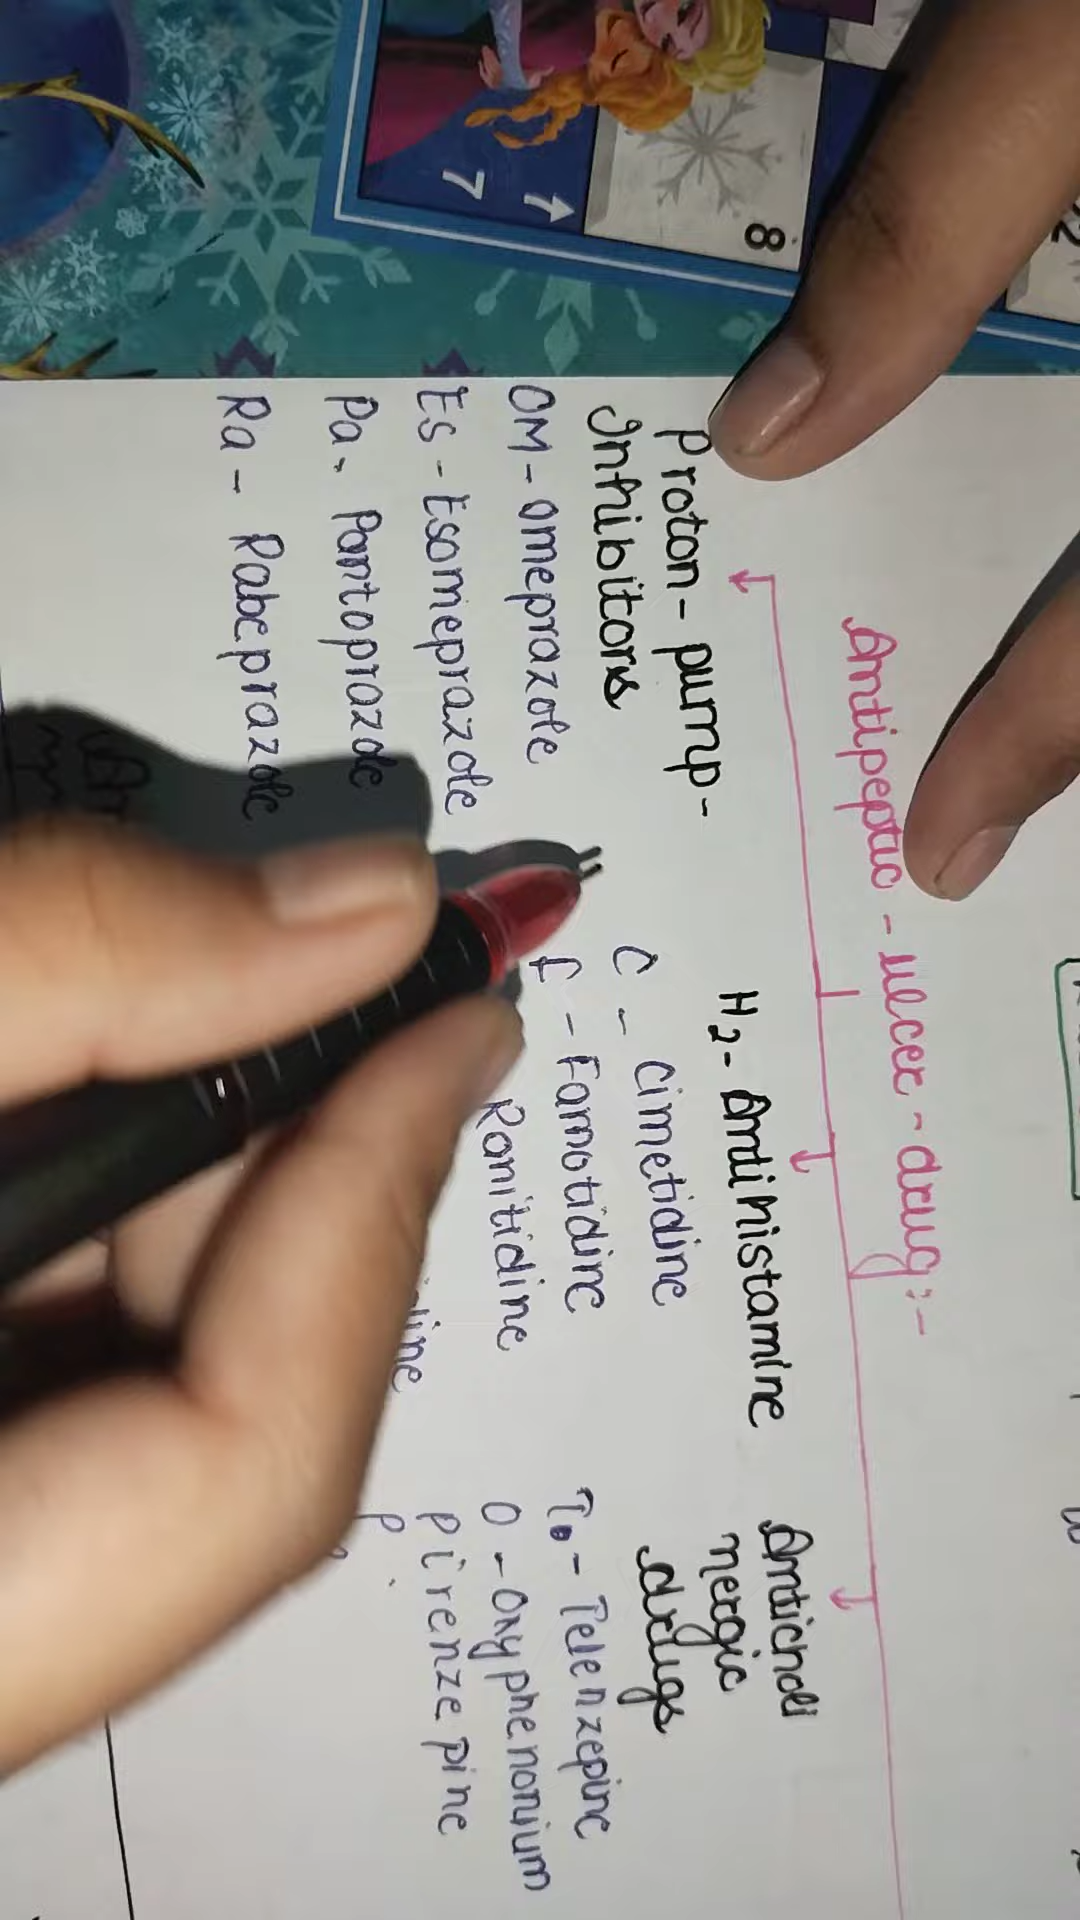 Antipeptic-ulcer-drug:-
Proton-pump-
Inhibitors
OM-omeprazole
Es-Esomeprazole
Pa-Pantoprazole
Ra-Rabeprazole
H2-Antihistamine
C-Cimetidine
F-Famotidine
Ranitidine
Anticholi
nergic
drugs
To-Telenzepine
O-Oxyphenonium
Pirenzepine
P
8
7